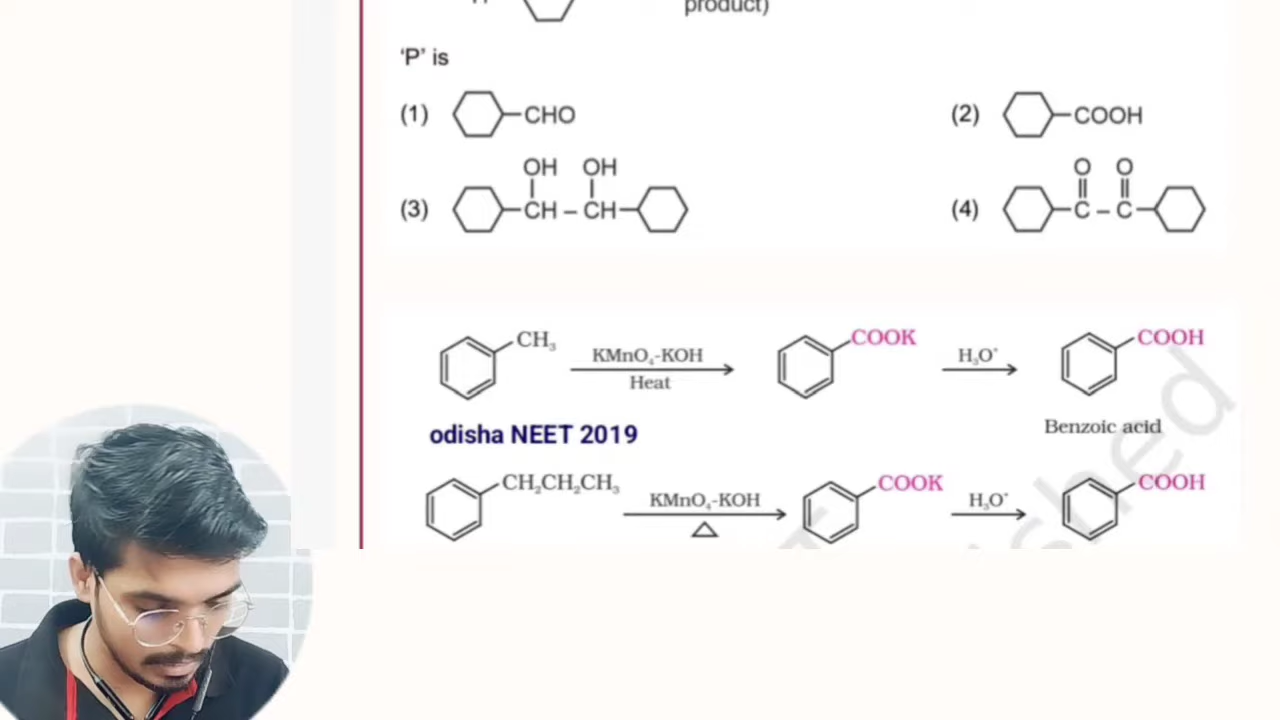 product)
'P' is
(1) CHO
(2) COOH
OH OH
(3) CH – CH
O O
(4) C – C
CH₃ KMnO₄-KOH Heat COOK H₃O⁺ COOH
Benzoic acid
odisha NEET 2019
CH₂CH₂CH₃ KMnO₄-KOH △ COOK H₃O⁺ COOH